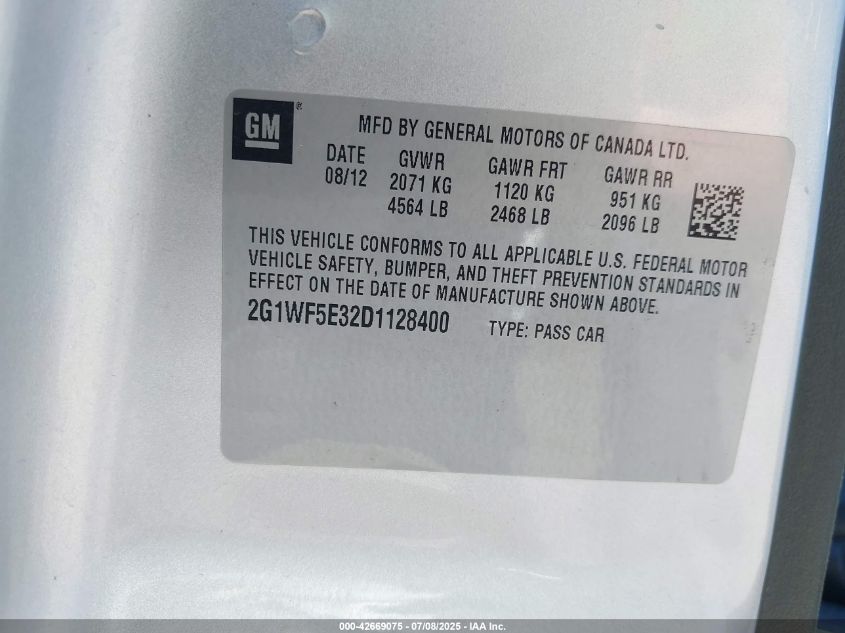 GM®
MFD BY GENERAL MOTORS OF CANADA LTD.
DATE GVWR GAWR FRT GAWR RR
08/12 2071 KG 1120 KG 951 KG
4564 LB 2468 LB 2096 LB
THIS VEHICLE CONFORMS TO ALL APPLICABLE U.S. FEDERAL MOTOR
VEHICLE SAFETY, BUMPER, AND THEFT PREVENTION STANDARDS IN
EFFECT ON THE DATE OF MANUFACTURE SHOWN ABOVE.
2G1WF5E32D1128400 TYPE: PASS CAR
000-42669075 - 07/08/2025 - IAA Inc.